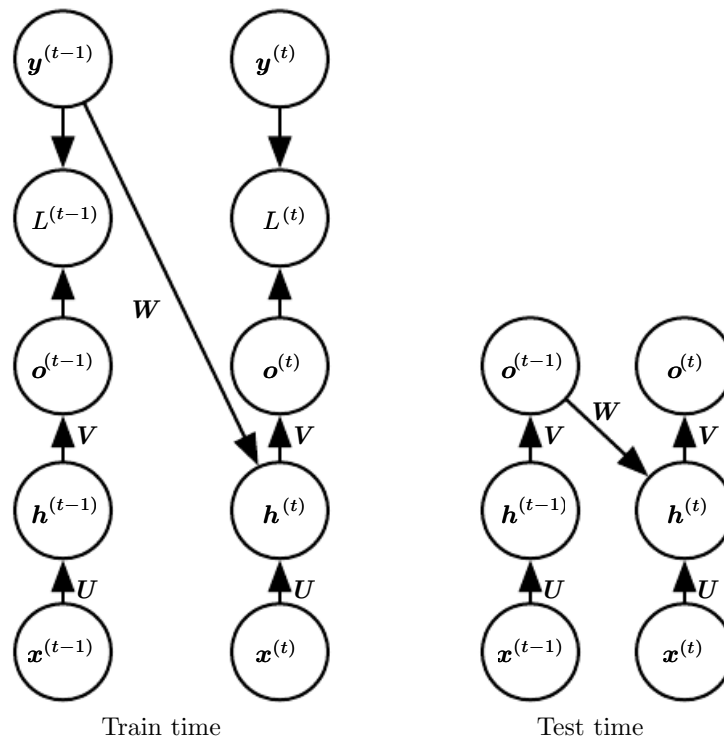 y^(t−1) y^(t)
L^(t−1) L^(t)
W
o^(t−1) o^(t) o^(t−1) o^(t)
W
V V V V
h^(t−1) h^(t) h^(t−1) h^(t)
U U U U
x^(t−1) x^(t) x^(t−1) x^(t)
Train time Test time